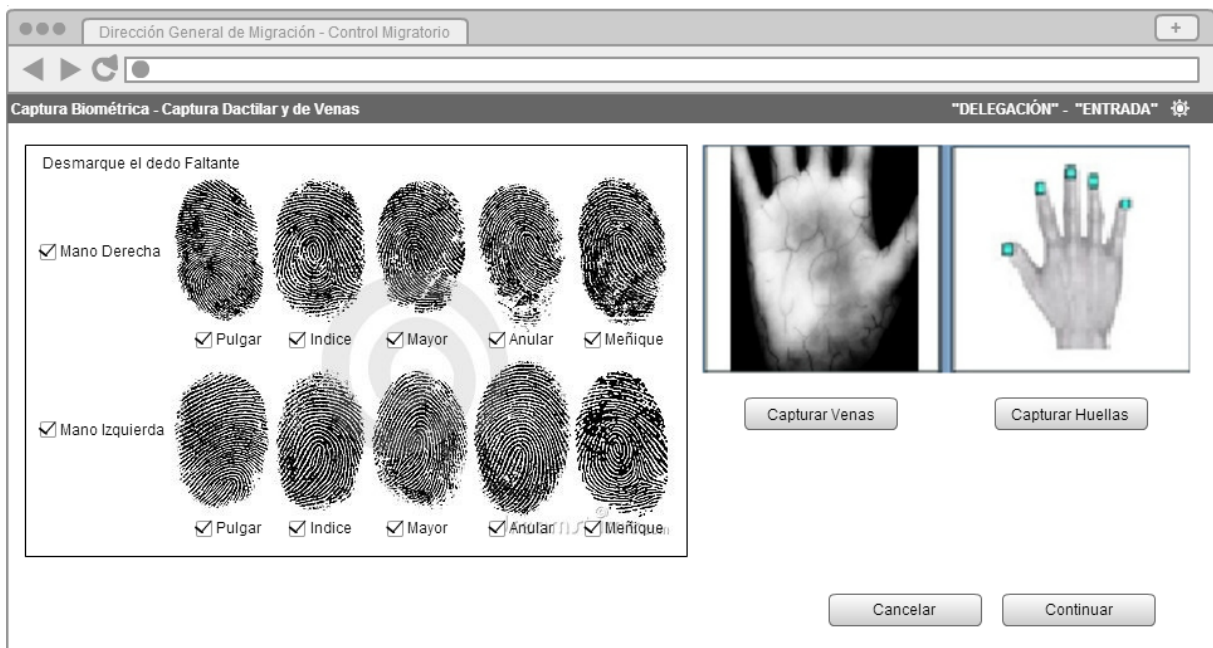 Dirección General de Migración - Control Migratorio
+
Captura Biométrica - Captura Dactilar y de Venas
"DELEGACIÓN" - "ENTRADA"
Desmarque el dedo Faltante
Mano Derecha
Pulgar Indice Mayor Anular Meñique
Mano Izquierda
Pulgar Indice Mayor Anular Meñique
Capturar Venas Capturar Huellas
Cancelar Continuar